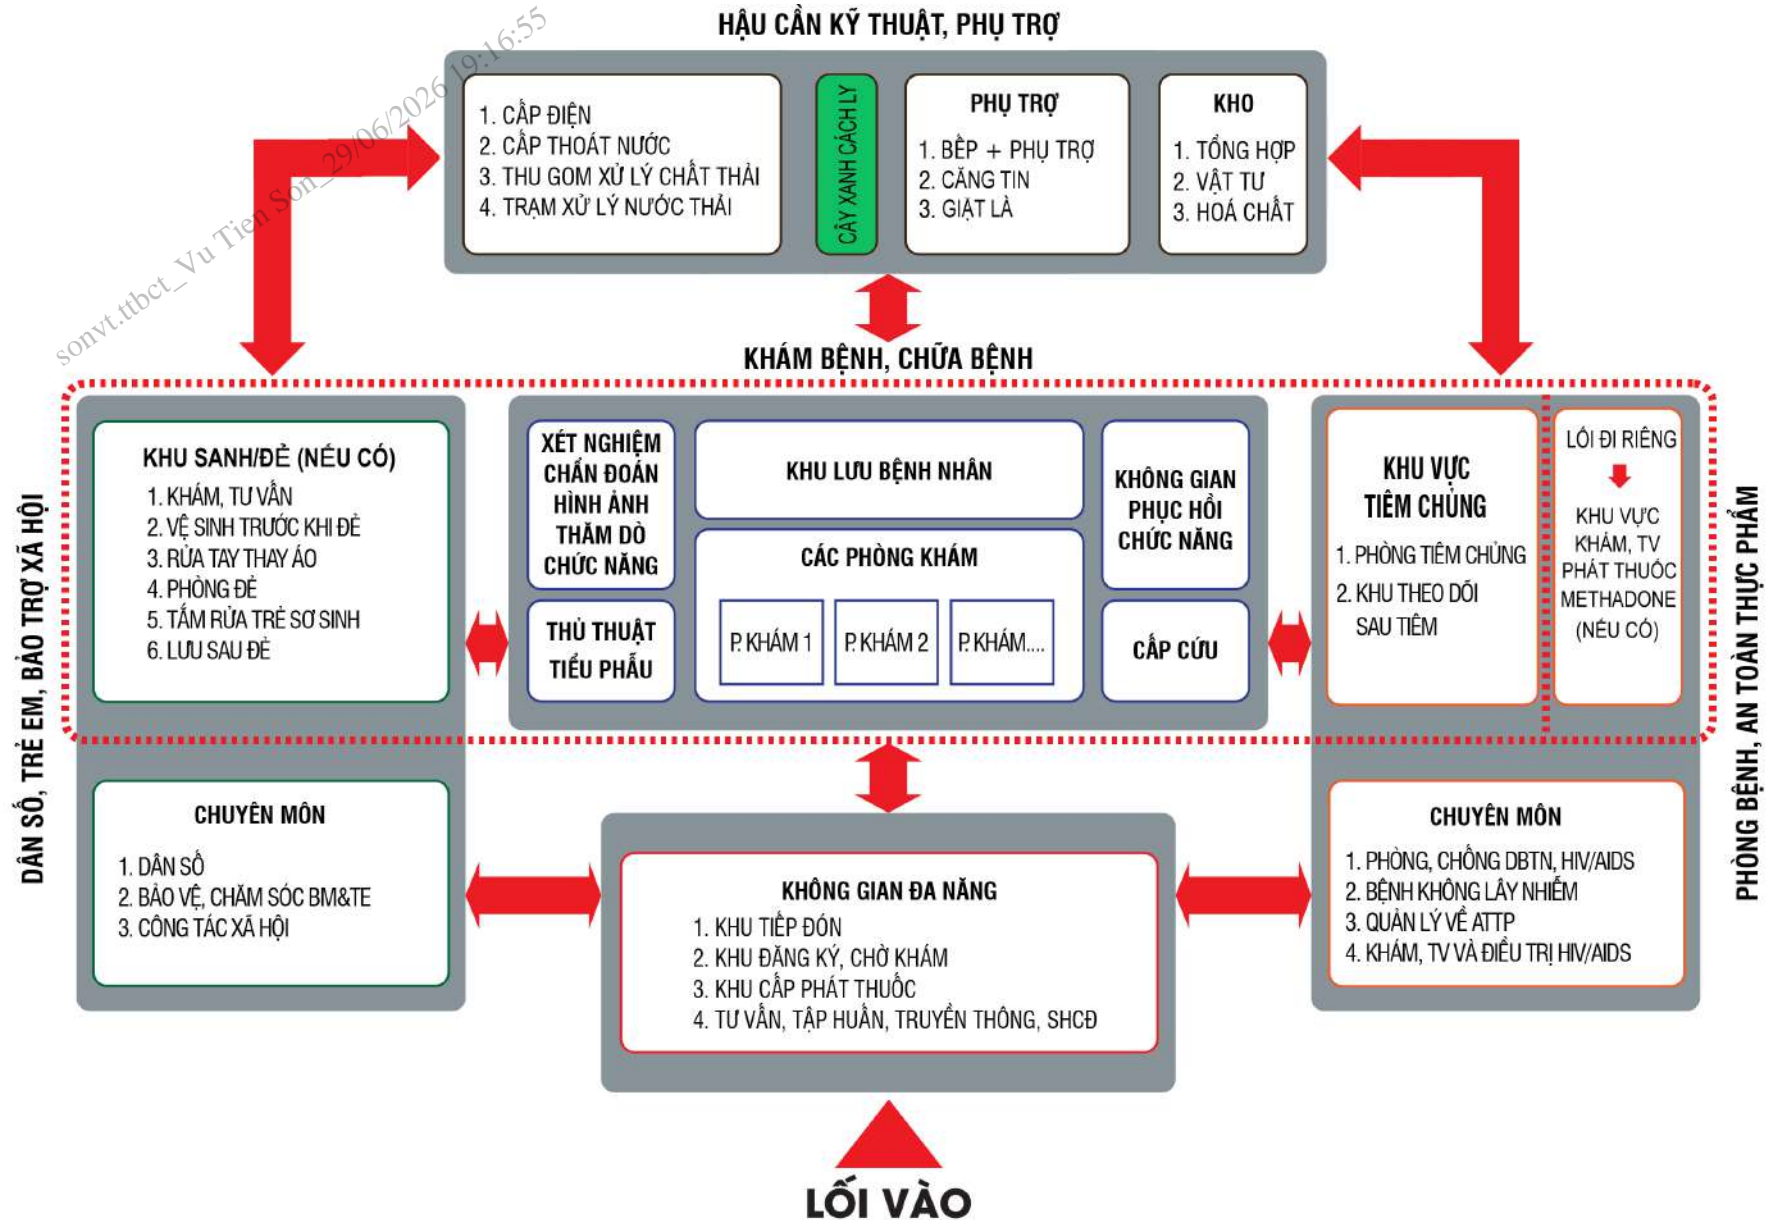 HẬU CẦN KỸ THUẬT, PHỤ TRỢ
1. CẤP ĐIỆN
2. CẤP THOÁT NƯỚC
3. THU GOM XỬ LÝ CHẤT THẢI
4. TRẠM XỬ LÝ NƯỚC THẢI
CÂY XANH CÁCH LY
PHỤ TRỢ
1. BẾP + PHỤ TRỢ
2. CĂNG TIN
3. GIẶT LÀ
KHO
1. TỔNG HỢP
2. VẬT TƯ
3. HOÁ CHẤT
sonvt.ttbct_Vu Tien Son_29/06/2026 19:16:55
KHÁM BỆNH, CHỮA BỆNH
DÂN SỐ, TRẺ EM, BẢO TRỢ XÃ HỘI
KHU SANH/ĐẺ (NẾU CÓ)
1. KHÁM, TƯ VẤN
2. VỆ SINH TRƯỚC KHI ĐẺ
3. RỬA TAY THAY ÁO
4. PHÒNG ĐẺ
5. TẮM RỬA TRẺ SƠ SINH
6. LƯU SAU ĐẺ
XÉT NGHIỆM
CHẨN ĐOÁN
HÌNH ẢNH
THĂM DÒ
CHỨC NĂNG
THỦ THUẬT
TIỂU PHẪU
KHU LƯU BỆNH NHÂN
CÁC PHÒNG KHÁM
P. KHÁM 1
P. KHÁM 2
P. KHÁM....
KHÔNG GIAN
PHỤC HỒI
CHỨC NĂNG
CẤP CỨU
KHU VỰC
TIÊM CHỦNG
1. PHÒNG TIÊM CHỦNG
2. KHU THEO DÕI
SAU TIÊM
LỐI ĐI RIÊNG
KHU VỰC
KHÁM, TV
PHÁT THUỐC
METHADONE
(NẾU CÓ)
PHÒNG BỆNH, AN TOÀN THỰC PHẨM
CHUYÊN MÔN
1. DÂN SỐ
2. BẢO VỆ, CHĂM SÓC BM&TE
3. CÔNG TÁC XÃ HỘI
KHÔNG GIAN ĐA NĂNG
1. KHU TIẾP ĐÓN
2. KHU ĐĂNG KÝ, CHỜ KHÁM
3. KHU CẤP PHÁT THUỐC
4. TƯ VẤN, TẬP HUẤN, TRUYỀN THÔNG, SHCĐ
CHUYÊN MÔN
1. PHÒNG, CHỐNG DBTN, HIV/AIDS
2. BỆNH KHÔNG LÂY NHIỄM
3. QUẢN LÝ VỀ ATTP
4. KHÁM, TV VÀ ĐIỀU TRỊ HIV/AIDS
LỐI VÀO